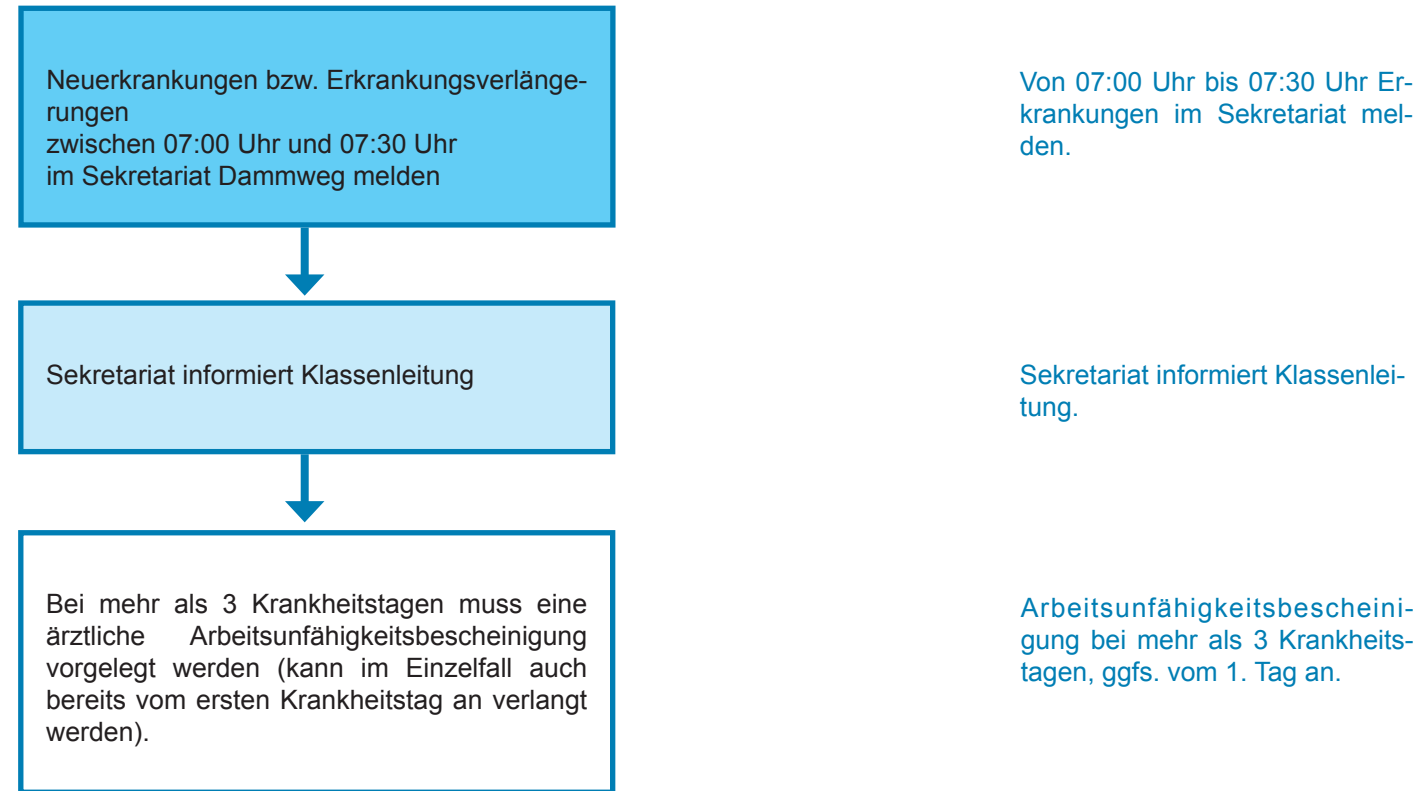 Neuerkrankungen bzw. Erkrankungsverlänge-
rungen
zwischen 07:00 Uhr und 07:30 Uhr
im Sekretariat Dammweg melden
Von 07:00 Uhr bis 07:30 Uhr Er-
krankungen im Sekretariat mel-
den.
Sekretariat informiert Klassenleitung
Sekretariat informiert Klassenlei-
tung.
Bei mehr als 3 Krankheitstagen muss eine
ärztliche Arbeitsunfähigkeitsbescheinigung
vorgelegt werden (kann im Einzelfall auch
bereits vom ersten Krankheitstag an verlangt
werden).
Arbeitsunfähigkeitsbescheini-
gung bei mehr als 3 Krankheits-
tagen, ggfs. vom 1. Tag an.